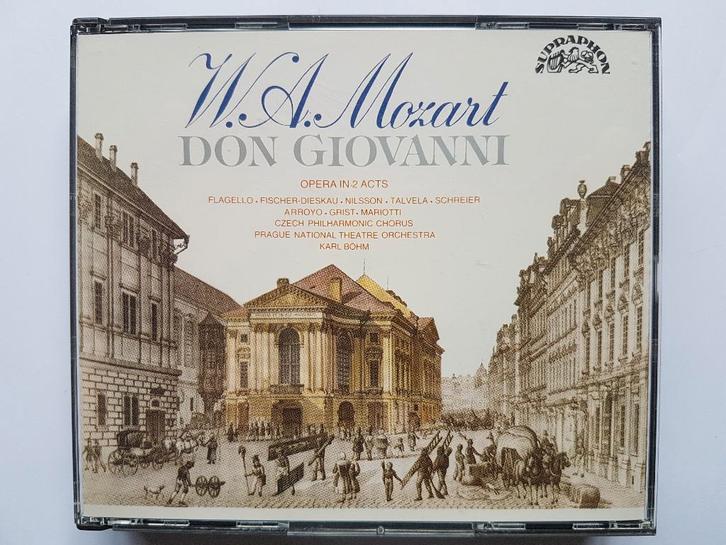 SUPRAPHON
W.A.Mozart
DON GIOVANNI
OPERA IN 2 ACTS
FLAGELLO • FISCHER-DIESKAU • NILSSON • TALVELA • SCHREIER
ARROYO • GRIST • MARIOTTI
CZECH PHILHARMONIC CHORUS
PRAGUE NATIONAL THEATRE ORCHESTRA
KARL BÖHM